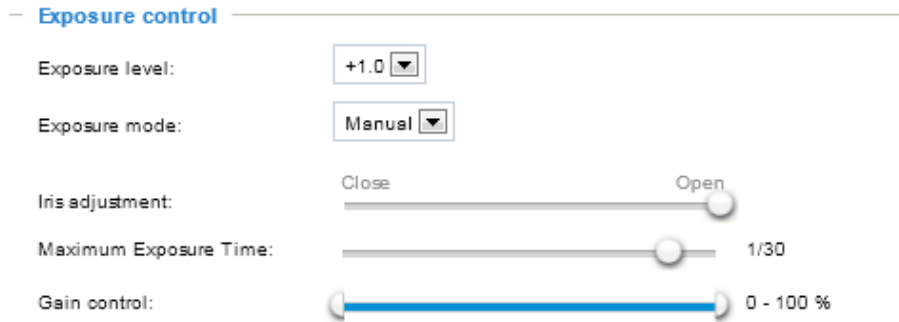 Exposure control
Exposure level: +1.0
Exposure mode: Manual
Close Open
Iris adjustment:
Maximum Exposure Time: 1/30
Gain control: 0 - 100 %